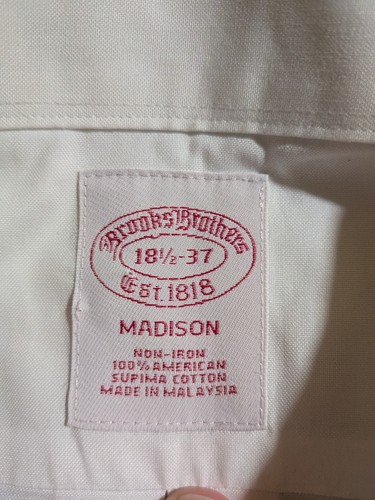 Brooks Brothers
18½-37
Est. 1818
MADISON
NON-IRON
100% AMERICAN
SUPIMA COTTON
MADE IN MALAYSIA